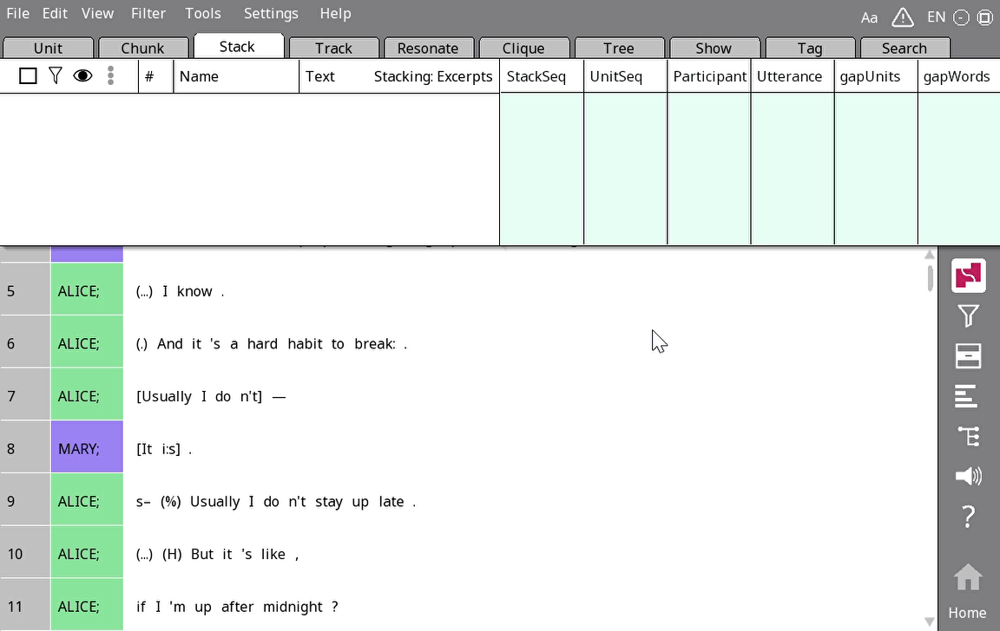 File Edit View Filter Tools Settings Help Aa EN
Unit Chunk Stack Track Resonate Clique Tree Show Tag Search
# Name Text Stacking: Excerpts StackSeq UnitSeq Participant Utterance gapUnits gapWords
5 ALICE; (...) I know .
6 ALICE; (.) And it 's a hard habit to break: .
7 ALICE; [Usually I do n't] —
8 MARY; [It i:s] .
9 ALICE; s– (%) Usually I do n't stay up late .
10 ALICE; (...) (H) But it 's like ,
11 ALICE; if I 'm up after midnight ?
?
Home